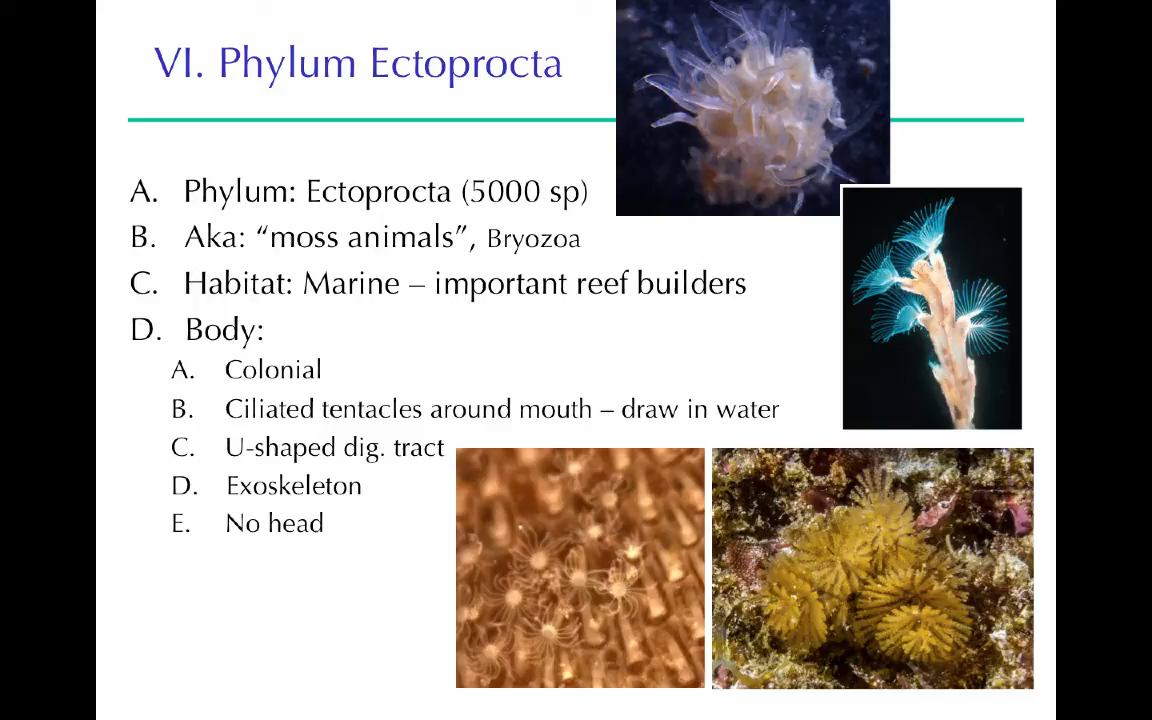 VI. Phylum Ectoprocta
A. Phylum: Ectoprocta (5000 sp)
B. Aka: “moss animals”, Bryozoa
C. Habitat: Marine – important reef builders
D. Body:
A. Colonial
B. Ciliated tentacles around mouth – draw in water
C. U-shaped dig. tract
D. Exoskeleton
E. No head